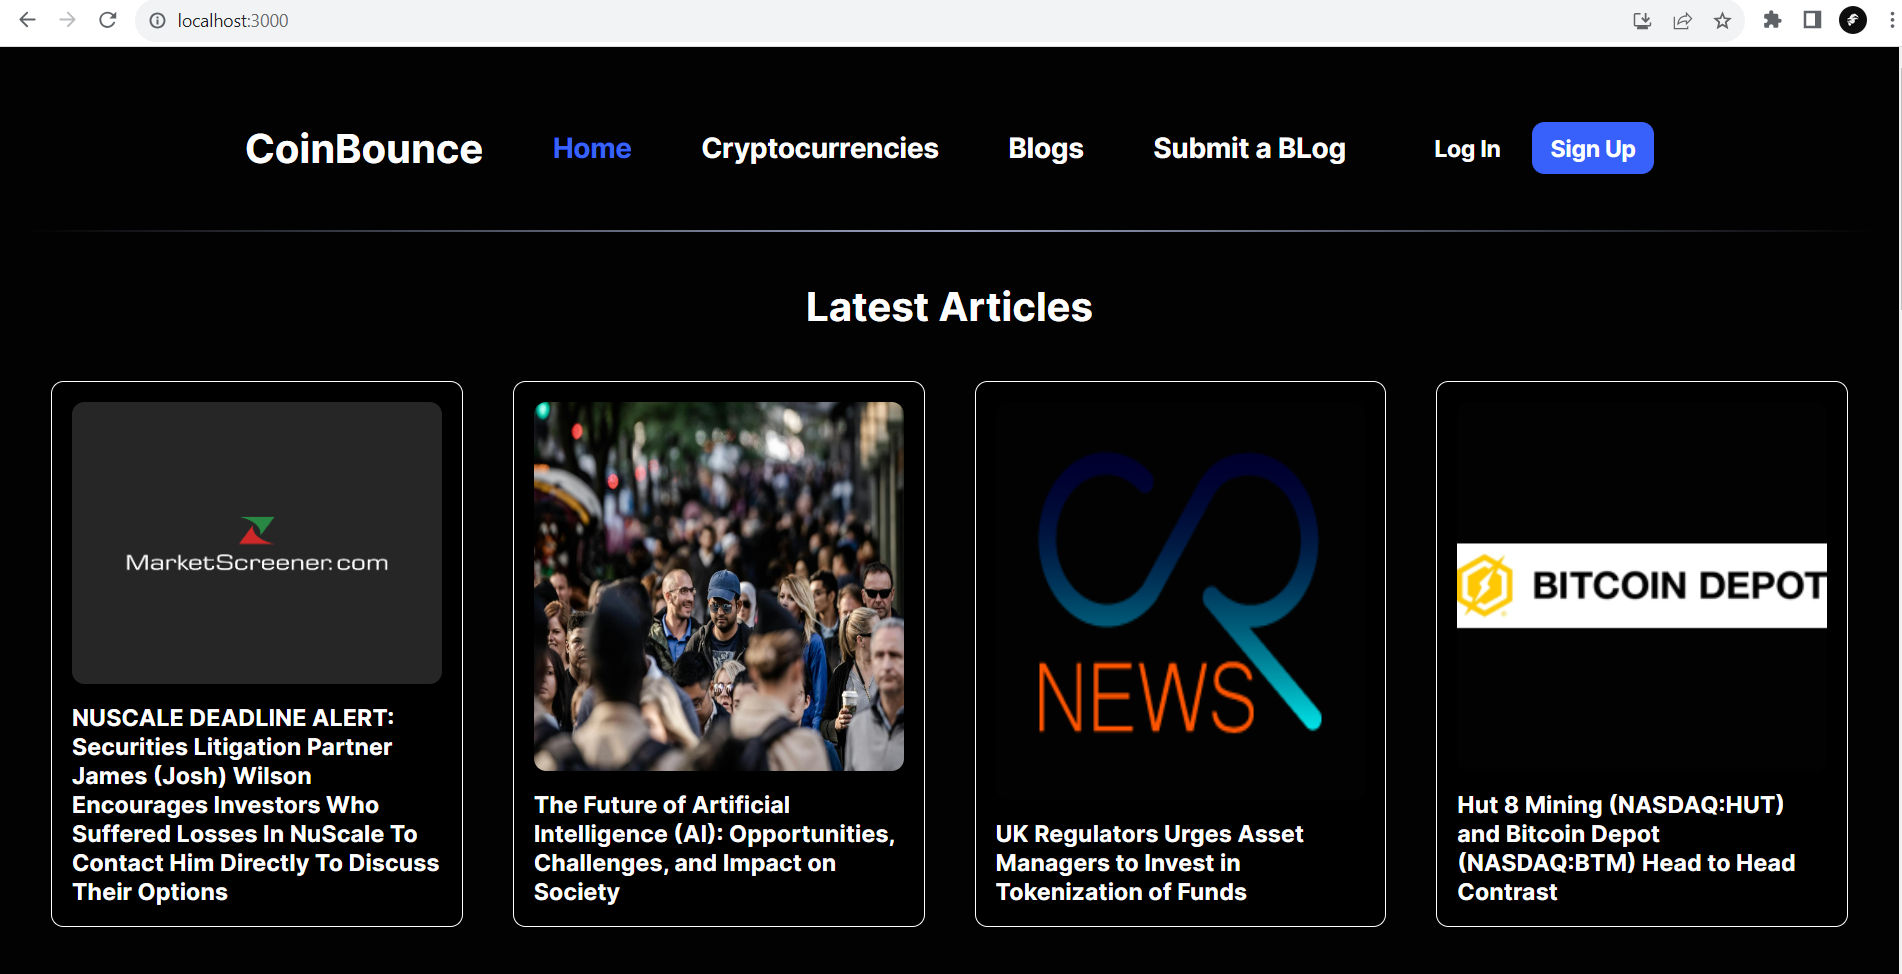 localhost:3000
CoinBounce Home Cryptocurrencies Blogs Submit a BLog Log In Sign Up
Latest Articles
MarketScreener.com
NUSCALE DEADLINE ALERT:
Securities Litigation Partner
James (Josh) Wilson
Encourages Investors Who
Suffered Losses In NuScale To
Contact Him Directly To Discuss
Their Options
The Future of Artificial
Intelligence (AI): Opportunities,
Challenges, and Impact on
Society
CR
NEWS
UK Regulators Urges Asset
Managers to Invest in
Tokenization of Funds
BITCOIN DEPOT
Hut 8 Mining (NASDAQ:HUT)
and Bitcoin Depot
(NASDAQ:BTM) Head to Head
Contrast